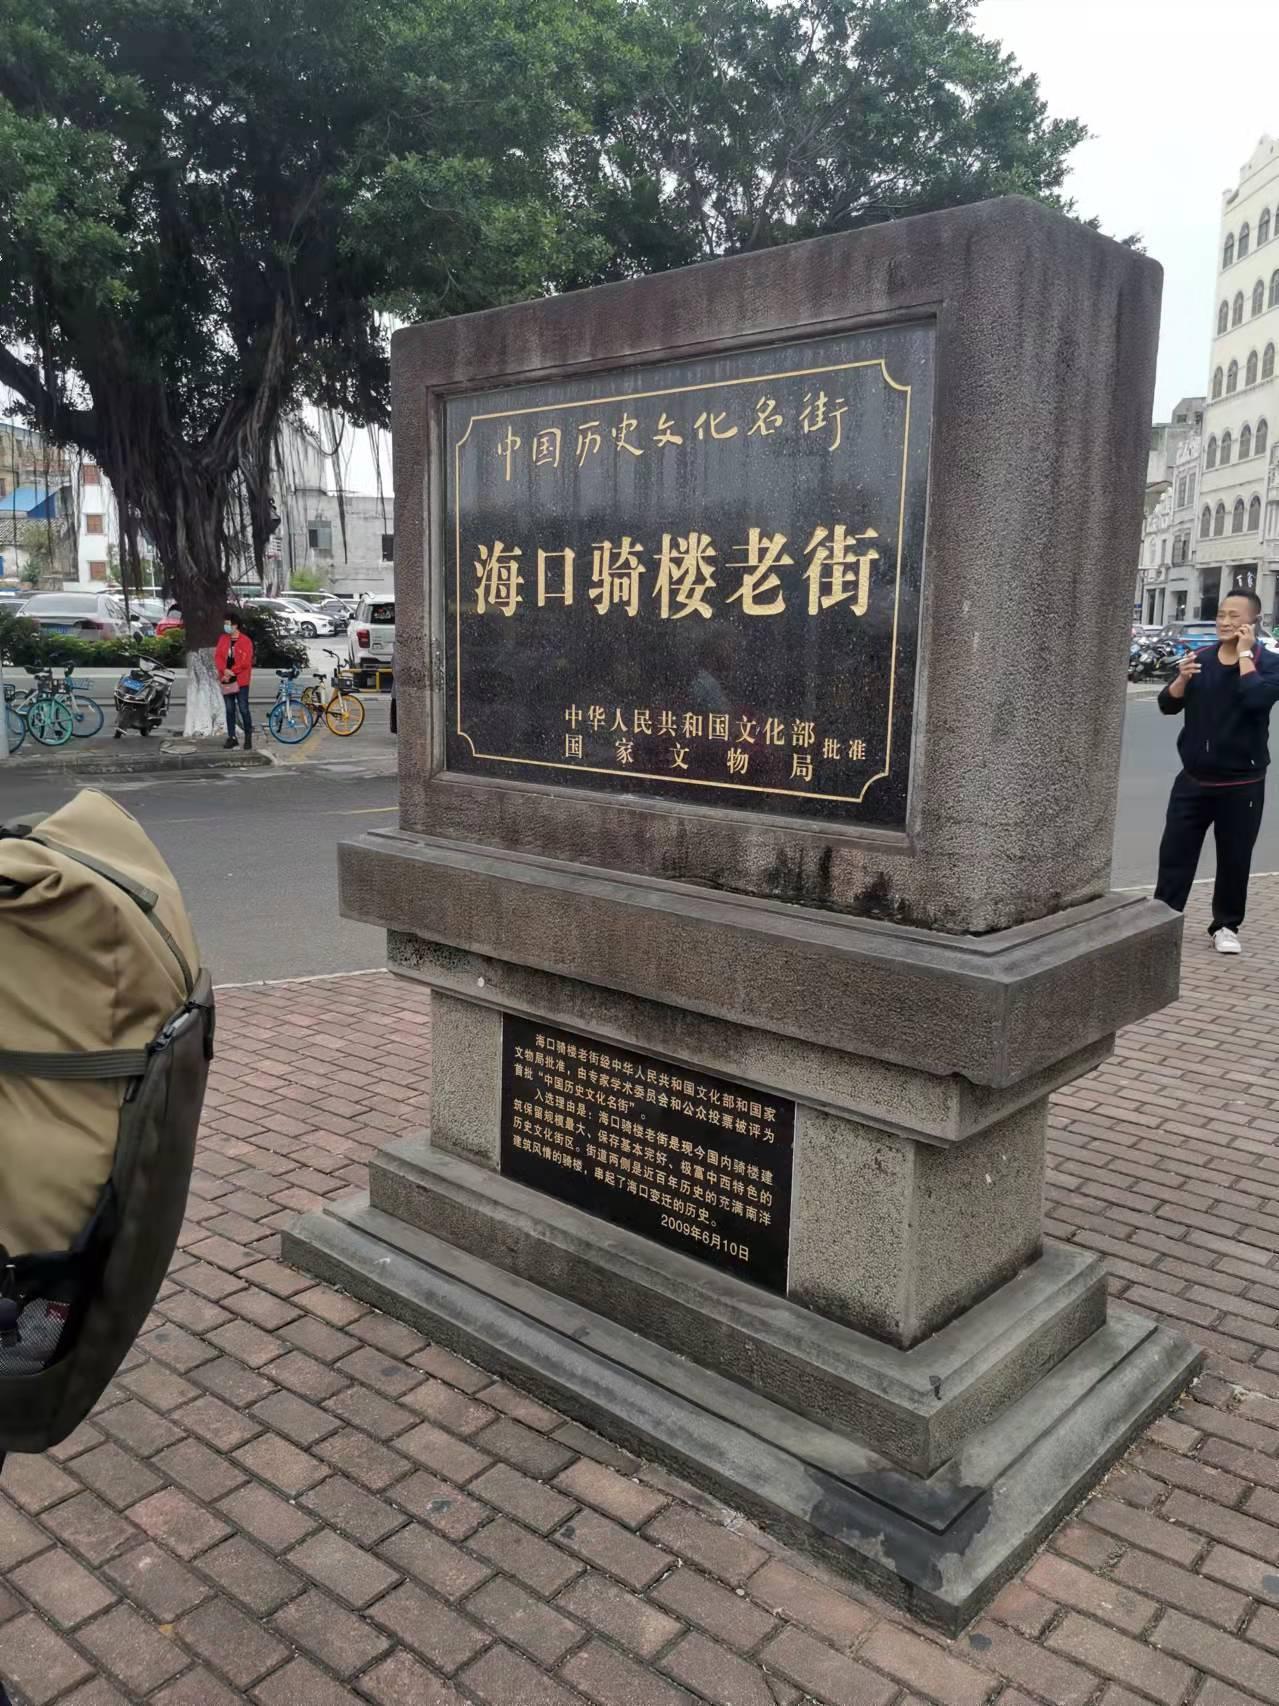 中国历史文化名街
海口骑楼老街
中华人民共和国文化部
国家文物局 批准
海口骑楼老街经中华人民共和国文化部和国家
文物局批准，由专家学术委员会和公众投票被评为
首批“中国历史文化名街”。
入选理由是：海口骑楼老街是现今国内骑楼建
筑保留规模最大、保存基本完好、极富中西特色的
历史文化街区。街道两侧是近百年历史的充满南洋
建筑风情的骑楼，串起了海口变迁的历史。
2009年6月10日